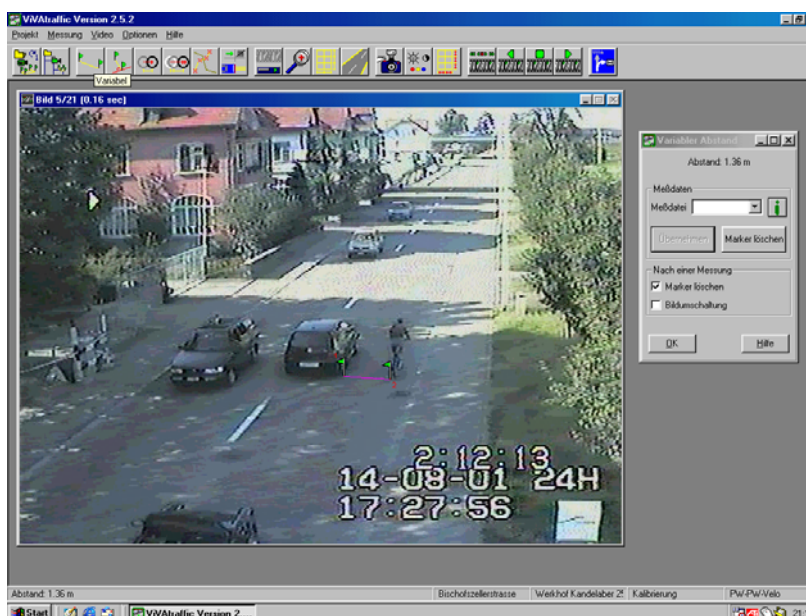 ViVAtraffic Version 2.5.2
Projekt Messung Video Optionen Hilfe
Variabel
Bild 5/21 (0.16 sec)
Variabler Abstand
Abstand: 1.36 m
Meßdaten
Meßdatei
Übernehmen Marker löschen
Nach einer Messung
Marker löschen
Bildumschaltung
OK Hilfe
2:12:13
14-08-01 24H
17:27:56
Abstand: 1.36 m Bischofszellerstrasse Werkhof Kandelaber 2 Kalibrierung PW-PW-Velo
Start ViVAtraffic Version 2... 21: